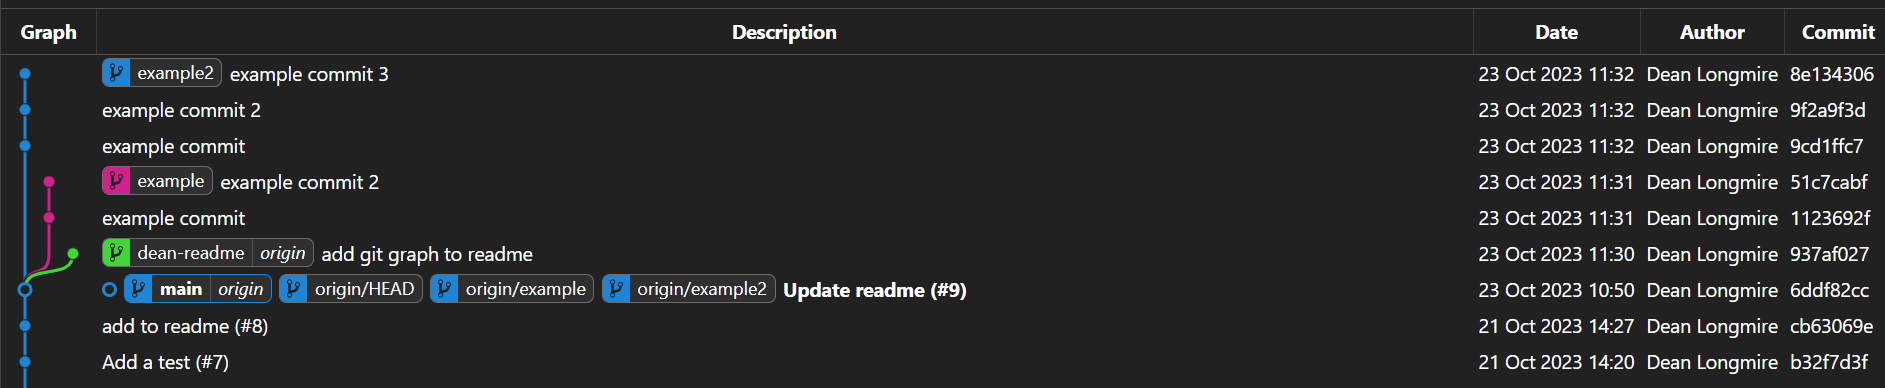 Graph Description Date Author Commit
example2 example commit 3 23 Oct 2023 11:32 Dean Longmire 8e134306
example commit 2 23 Oct 2023 11:32 Dean Longmire 9f2a9f3d
example commit 23 Oct 2023 11:32 Dean Longmire 9cd1ffc7
example example commit 2 23 Oct 2023 11:31 Dean Longmire 51c7cabf
example commit 23 Oct 2023 11:31 Dean Longmire 1123692f
dean-readme origin add git graph to readme 23 Oct 2023 11:30 Dean Longmire 937af027
main origin origin/HEAD origin/example origin/example2 Update readme (#9) 23 Oct 2023 10:50 Dean Longmire 6ddf82cc
add to readme (#8) 21 Oct 2023 14:27 Dean Longmire cb63069e
Add a test (#7) 21 Oct 2023 14:20 Dean Longmire b32f7d3f